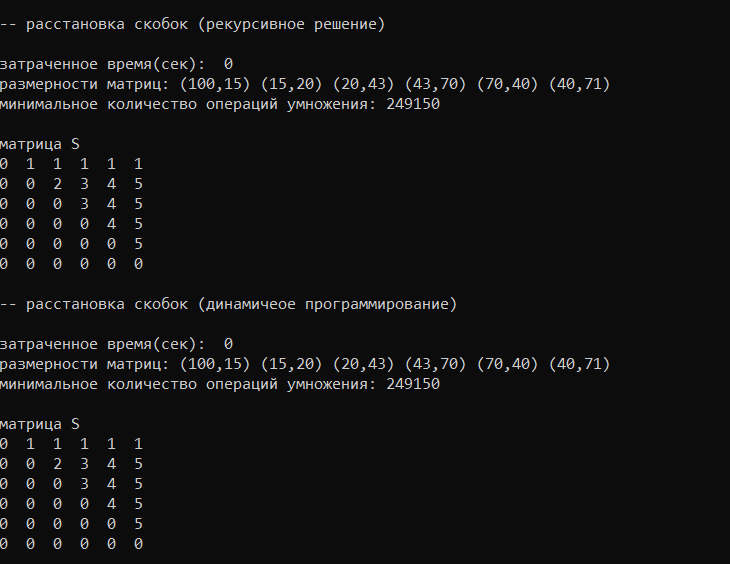 -- расстановка скобок (рекурсивное решение)
затраченное время(сек):  0
размерности матриц: (100,15) (15,20) (20,43) (43,70) (70,40) (40,71)
минимальное количество операций умножения: 249150
матрица S
0  1  1  1  1  1
0  0  2  3  4  5
0  0  0  3  4  5
0  0  0  0  4  5
0  0  0  0  0  5
0  0  0  0  0  0
-- расстановка скобок (динамичеое программирование)
затраченное время(сек):  0
размерности матриц: (100,15) (15,20) (20,43) (43,70) (70,40) (40,71)
минимальное количество операций умножения: 249150
матрица S
0  1  1  1  1  1
0  0  2  3  4  5
0  0  0  3  4  5
0  0  0  0  4  5
0  0  0  0  0  5
0  0  0  0  0  0